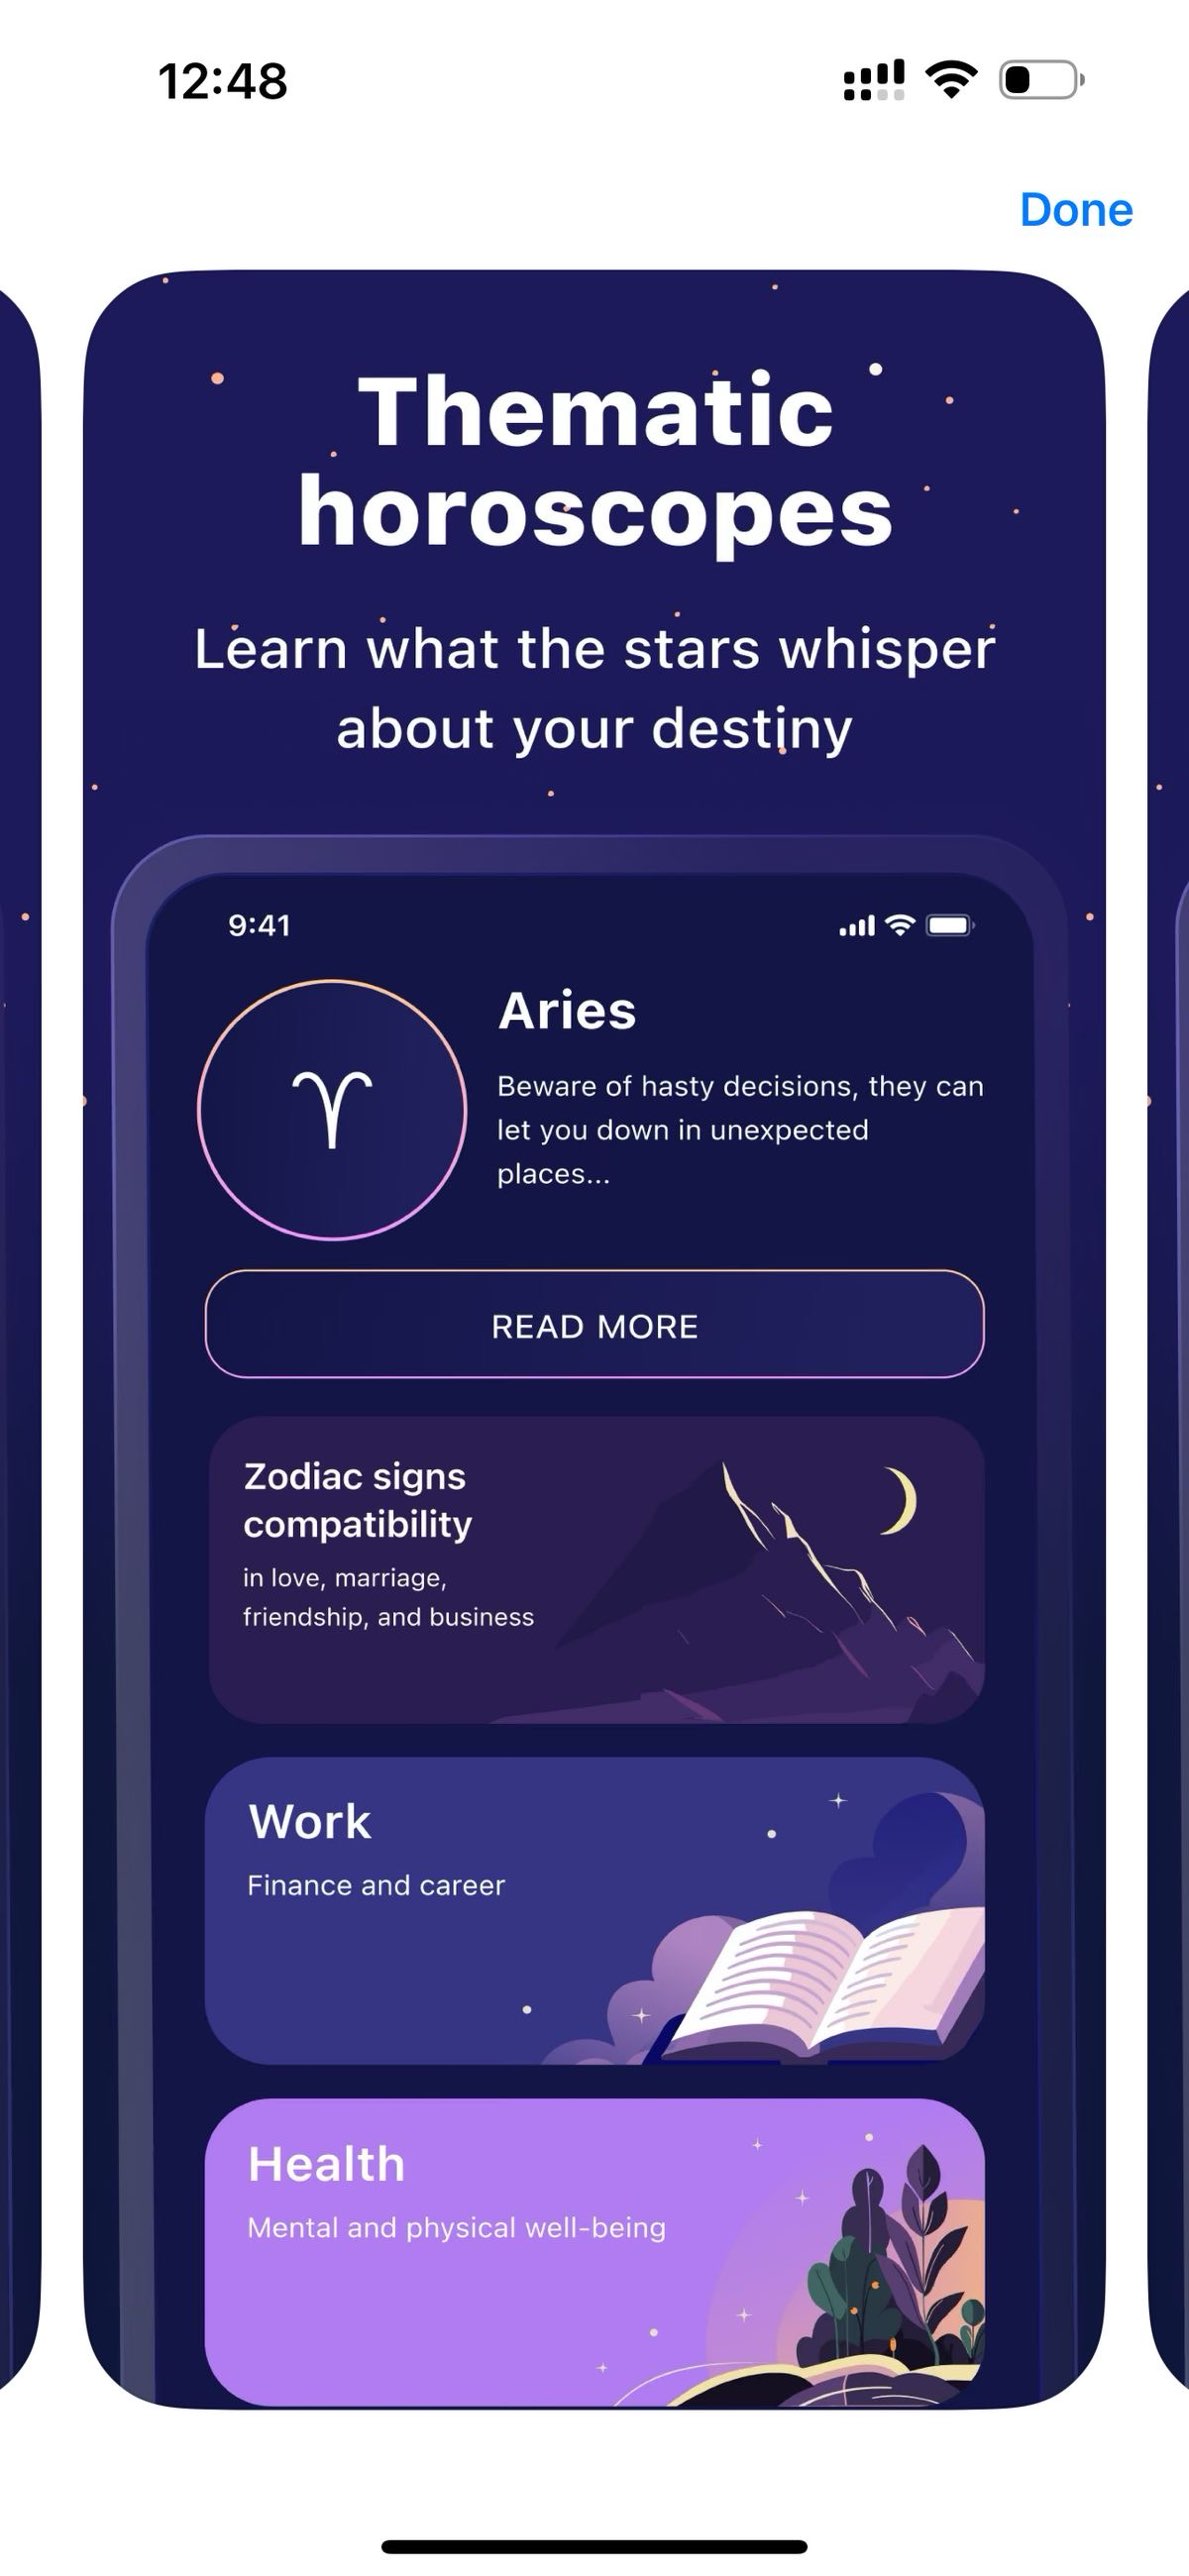 12:48
Done
Thematic
horoscopes
Learn what the stars whisper
about your destiny
9:41
Aries
Beware of hasty decisions, they can
let you down in unexpected
places...
READ MORE
Zodiac signs
compatibility
in love, marriage,
friendship, and business
Work
Finance and career
Health
Mental and physical well-being